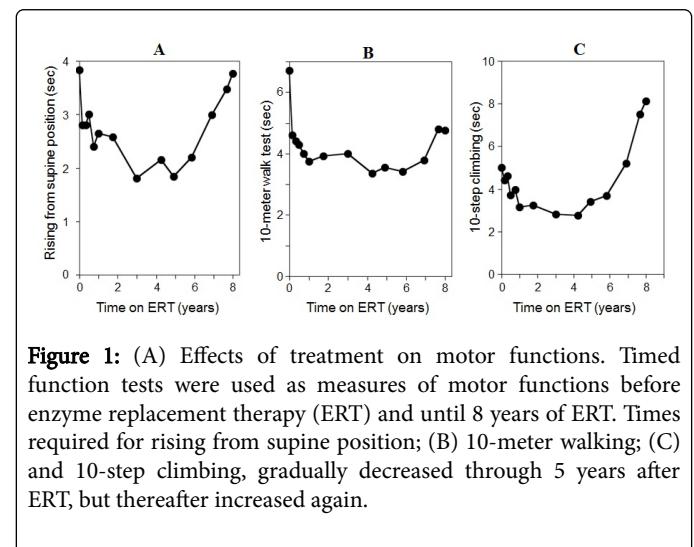 A
B
C
Rising from supine position (sec)
4
3
2
1
0
0 2 4 6 8
Time on ERT (years)
10-meter walk test (sec)
6
4
2
0
0 2 4 6 8
Time on ERT (years)
10-step climbing (sec)
10
8
6
4
2
0
0 2 4 6 8
Time on ERT (years)
Figure 1: (A) Effects of treatment on motor functions. Timed
function tests were used as measures of motor functions before
enzyme replacement therapy (ERT) and until 8 years of ERT. Times
required for rising from supine position; (B) 10-meter walking; (C)
and 10-step climbing, gradually decreased through 5 years after
ERT, but thereafter increased again.